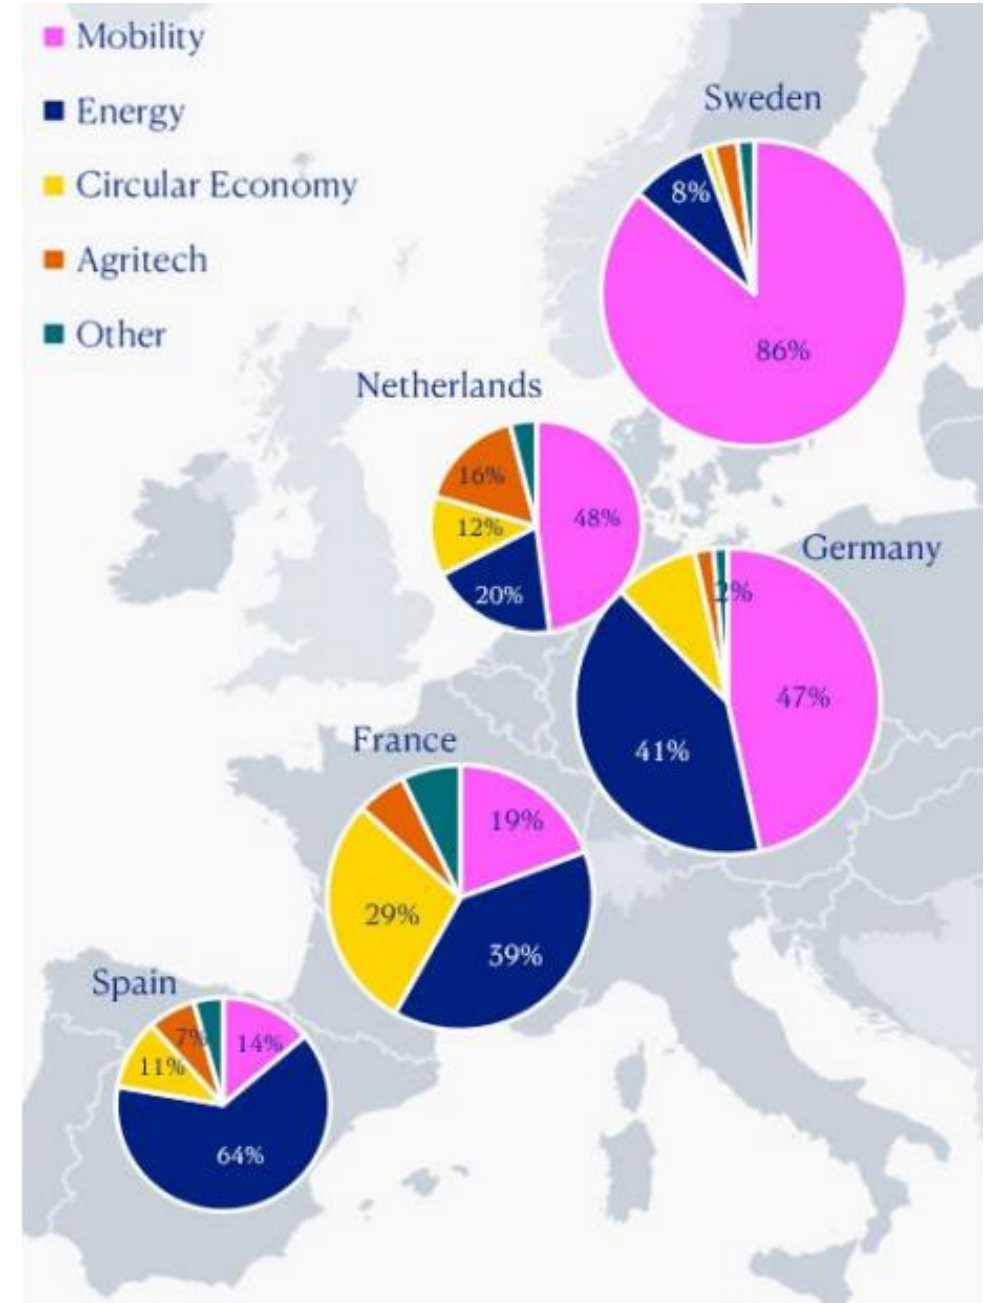 Mobility
Energy
Circular Economy
Agritech
Other
Sweden
8%
86%
Netherlands
16%
48%
12%
20%
Germany
2%
47%
41%
France
19%
29%
39%
Spain
7%
14%
11%
64%